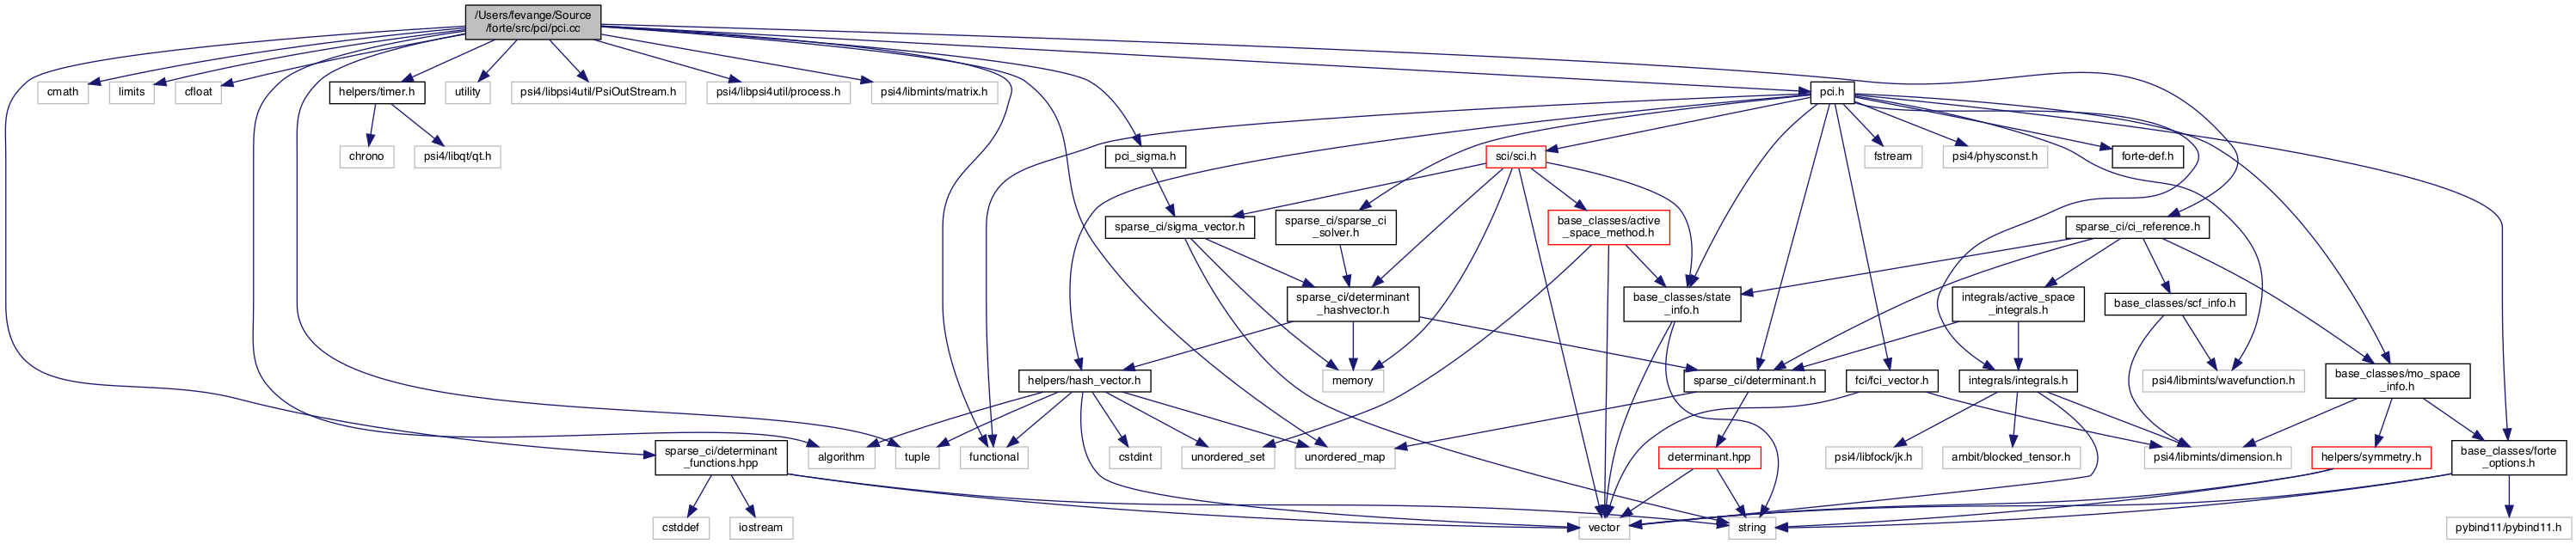 /Users/fevange/Source
/forte/src/pci/pci.cc
cmath
limits
cfloat
helpers/timer.h
utility
psi4/libpsi4util/PsiOutStream.h
psi4/libpsi4util/process.h
psi4/libmints/matrix.h
pci.h
chrono
psi4/libqt/qt.h
pci_sigma.h
sci/sci.h
fstream
psi4/physconst.h
forte-def.h
sparse_ci/sigma_vector.h
sparse_ci/sparse_ci
_solver.h
base_classes/active
_space_method.h
sparse_ci/ci_reference.h
sparse_ci/determinant
_hashvector.h
base_classes/state
_info.h
integrals/active_space
_integrals.h
base_classes/scf_info.h
helpers/hash_vector.h
memory
sparse_ci/determinant.h
fci/fci_vector.h
integrals/integrals.h
psi4/libmints/wavefunction.h
base_classes/mo_space
_info.h
sparse_ci/determinant
_functions.hpp
algorithm
tuple
functional
cstdint
unordered_set
unordered_map
determinant.hpp
psi4/libfock/jk.h
ambit/blocked_tensor.h
psi4/libmints/dimension.h
helpers/symmetry.h
base_classes/forte
_options.h
cstddef
iostream
vector
string
pybind11/pybind11.h